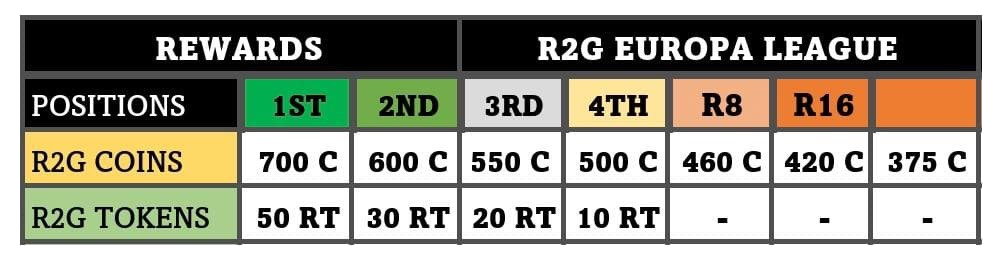 REWARDS R2G EUROPA LEAGUE
POSITIONS 1ST 2ND 3RD 4TH R8 R16
R2G COINS 700 C 600 C 550 C 500 C 460 C 420 C 375 C
R2G TOKENS 50 RT 30 RT 20 RT 10 RT - - -